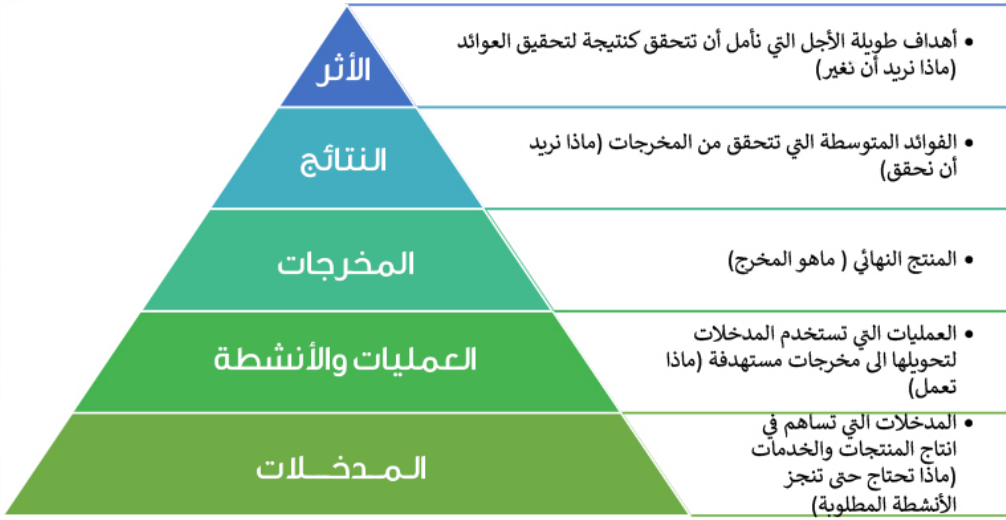 الأثر
• أهداف طويلة الأجل التي نأمل أن تتحقق كنتيجة لتحقيق العوائد
(ماذا نريد أن نغير)
النتائج
• الفوائد المتوسطة التي تتحقق من المخرجات (ماذا نريد
أن نحقق)
المخرجات
• المنتج النهائي ( ماهو المخرج)
العمليات والأنشطة
• العمليات التي تستخدم المدخلات
لتحويلها الى مخرجات مستهدفة (ماذا
تعمل)
المـدخـــلات
• المدخلات التي تساهم في
انتاج المنتجات والخدمات
(ماذا تحتاج حتى تنجز
الأنشطة المطلوبة)